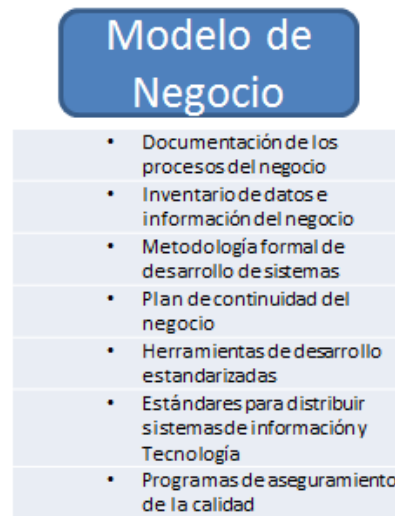 Modelo de
Negocio
• Documentación de los
procesos del negocio
• Inventario de datos e
información del negocio
• Metodología formal de
desarrollo de sistemas
• Plan de continuidad del
negocio
• Herramientas de desarrollo
estandarizadas
• Estándares para distribuir
sistemas de información y
Tecnología
• Programas de aseguramiento
de la calidad